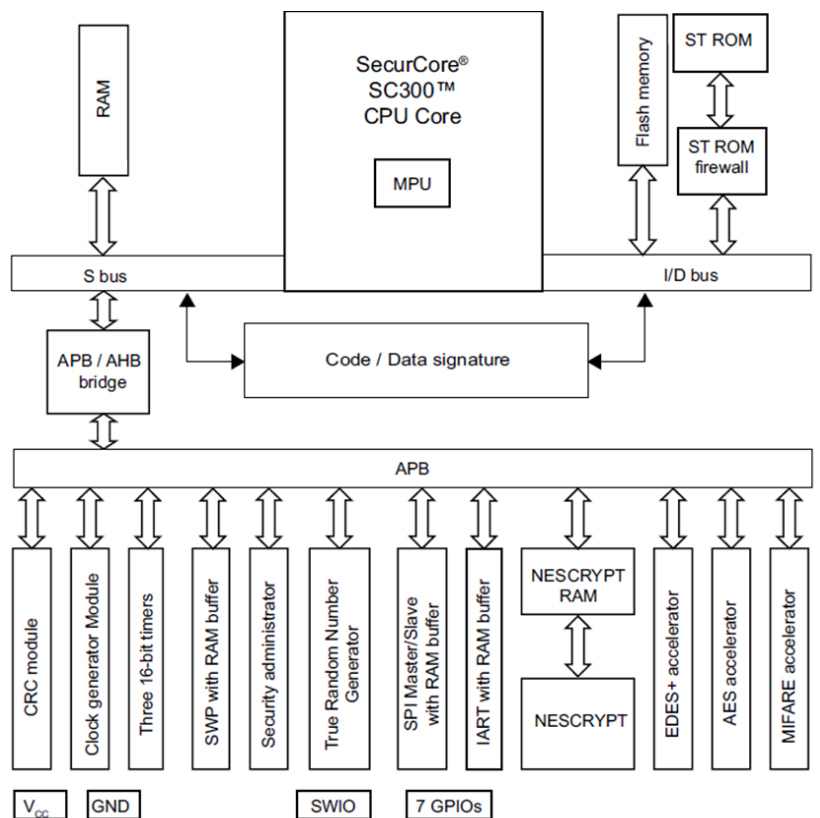 RAM
SecurCore®
SC300™
CPU Core
MPU
Flash memory
ST ROM
ST ROM
firewall
S bus
I/D bus
APB / AHB
bridge
Code / Data signature
APB
CRC module
Clock generator Module
Three 16-bit timers
SWP with RAM buffer
Security administrator
True Random Number
Generator
SPI Master/Slave
with RAM buffer
IART with RAM buffer
NESCRYPT
RAM
NESCRYPT
EDES+ accelerator
AES accelerator
MIFARE accelerator
VCC
GND
SWIO
7 GPIOs